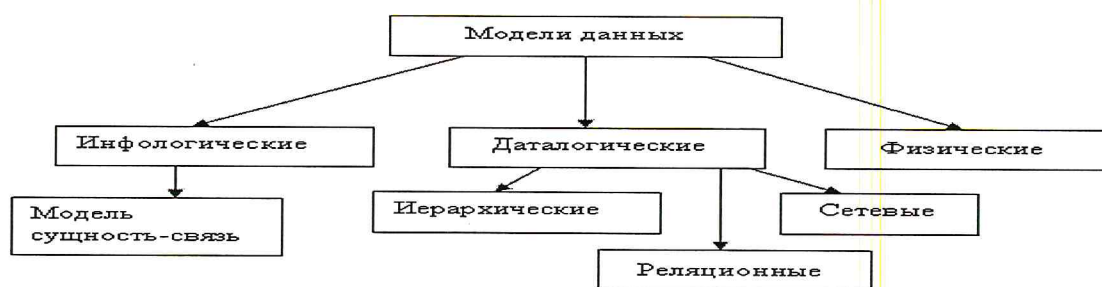 Модели данных
Инфологические
Даталогические
Физические
Модель
сущность-связь
Иерархические
Сетевые
Реляционные